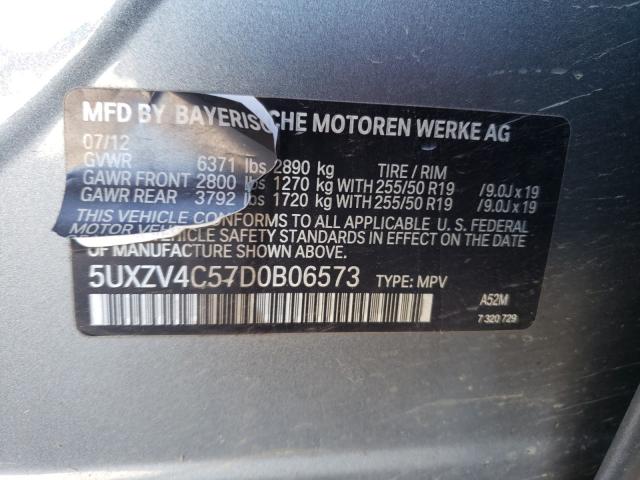 MFD BY BAYERISCHE MOTOREN WERKE AG
07/12
GVWR 6371 lbs 2890 kg TIRE / RIM
GAWR FRONT 2800 lbs 1270 kg WITH 255/50 R19 /9.0J x 19
GAWR REAR 3792 lbs 1720 kg WITH 255/50 R19 /9.0J x 19
THIS VEHICLE CONFORMS TO ALL APPLICABLE U. S. FEDERAL
MOTOR VEHICLE SAFETY STANDARDS IN EFFECT ON THE DATE
OF MANUFACTURE SHOWN ABOVE.
5UXZV4C57D0B06573 TYPE: MPV
A52M
7 320 729